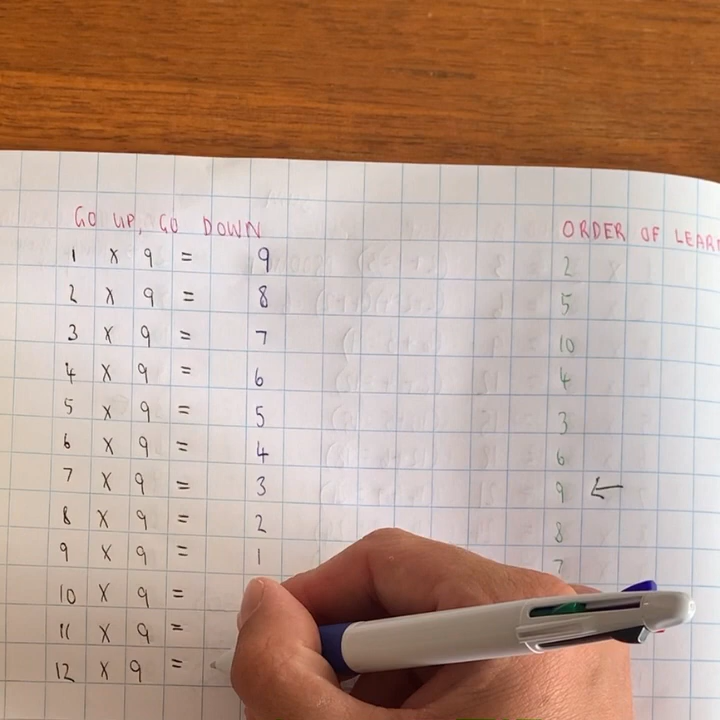 GO UP, GO DOWN
1 X 9 = 9
2 X 9 = 8
3 X 9 = 7
4 X 9 = 6
5 X 9 = 5
6 X 9 = 4
7 X 9 = 3
8 X 9 = 2
9 X 9 = 1
10 X 9 =
11 X 9 =
12 X 9 =
ORDER OF LEARN
2
5
10
4
3
6
9 ←
8
7